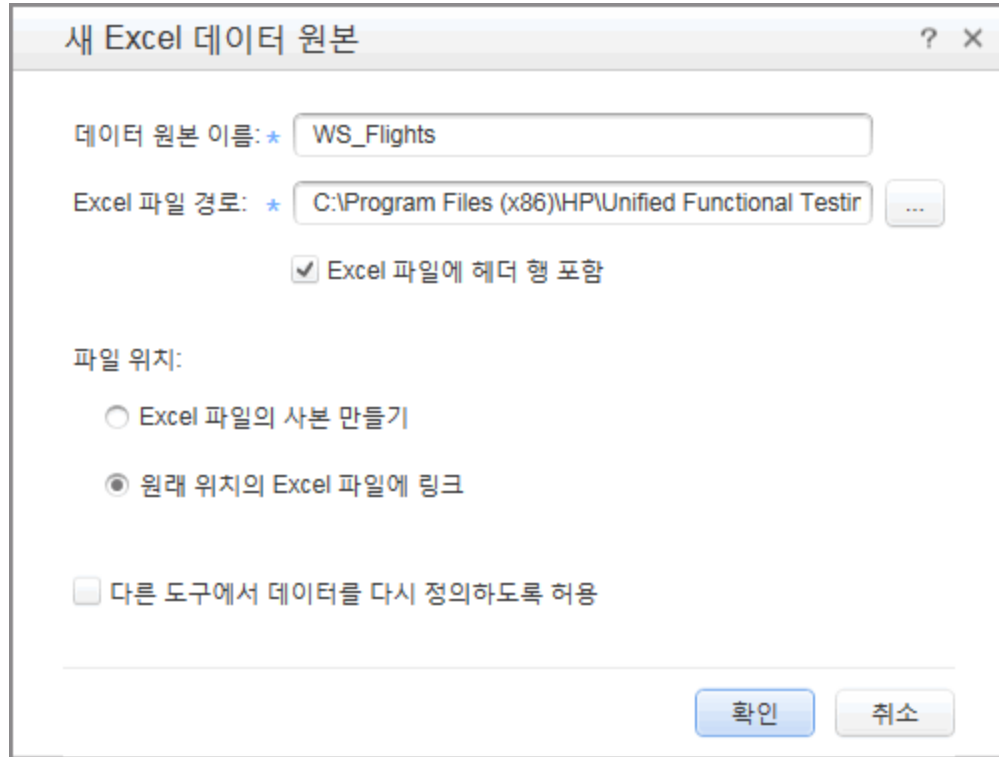 새 Excel 데이터 원본 ? ×
데이터 원본 이름: * WS_Flights
Excel 파일 경로: * C:\Program Files (x86)\HP\Unified Functional Testin ...
Excel 파일에 헤더 행 포함
파일 위치:
Excel 파일의 사본 만들기
원래 위치의 Excel 파일에 링크
다른 도구에서 데이터를 다시 정의하도록 허용
확인 취소